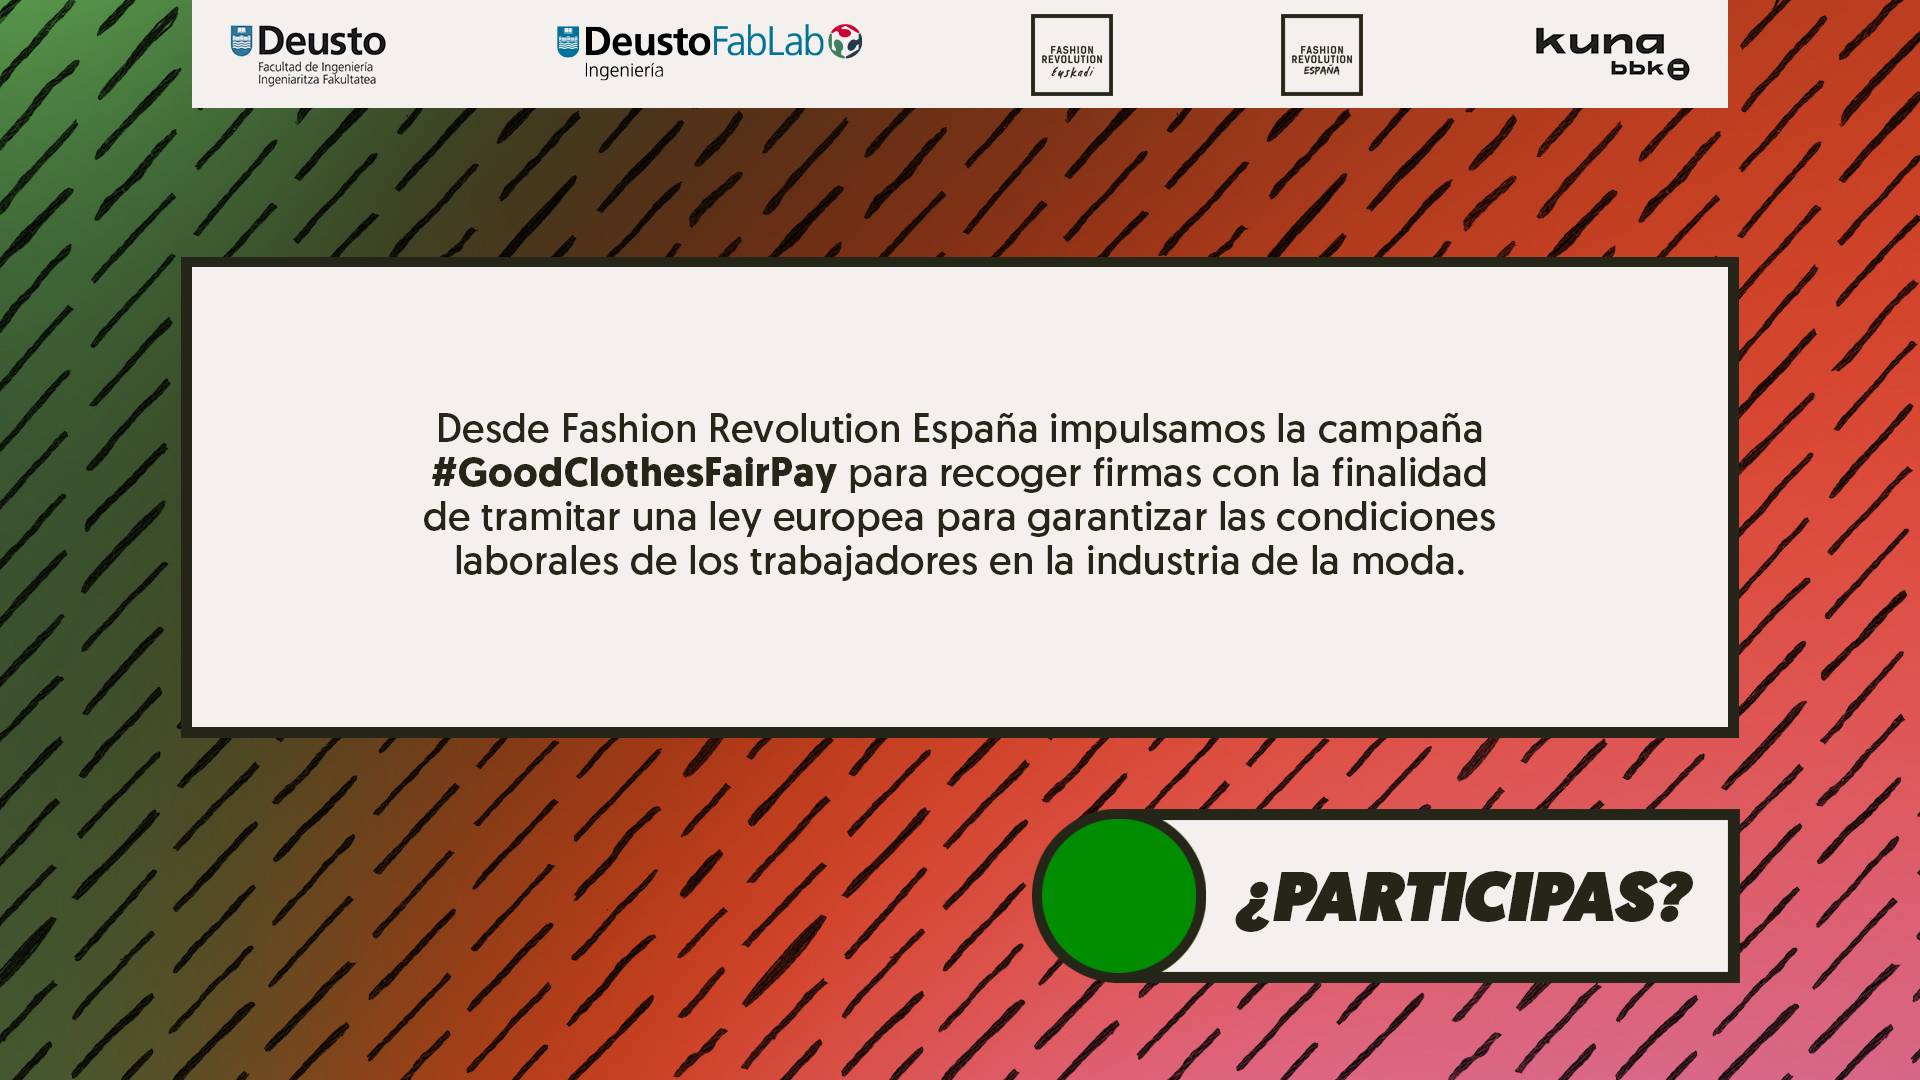 Deusto
Facultad de Ingeniería
Ingeniaritza Fakultatea
DeustoFabLab
Ingeniería
FASHION
REVOLUTION
Euskadi
FASHION
REVOLUTION
ESPAÑA
kuna
bbk
Desde Fashion Revolution España impulsamos la campaña
#GoodClothesFairPay para recoger firmas con la finalidad
de tramitar una ley europea para garantizar las condiciones
laborales de los trabajadores en la industria de la moda.
¿PARTICIPAS?